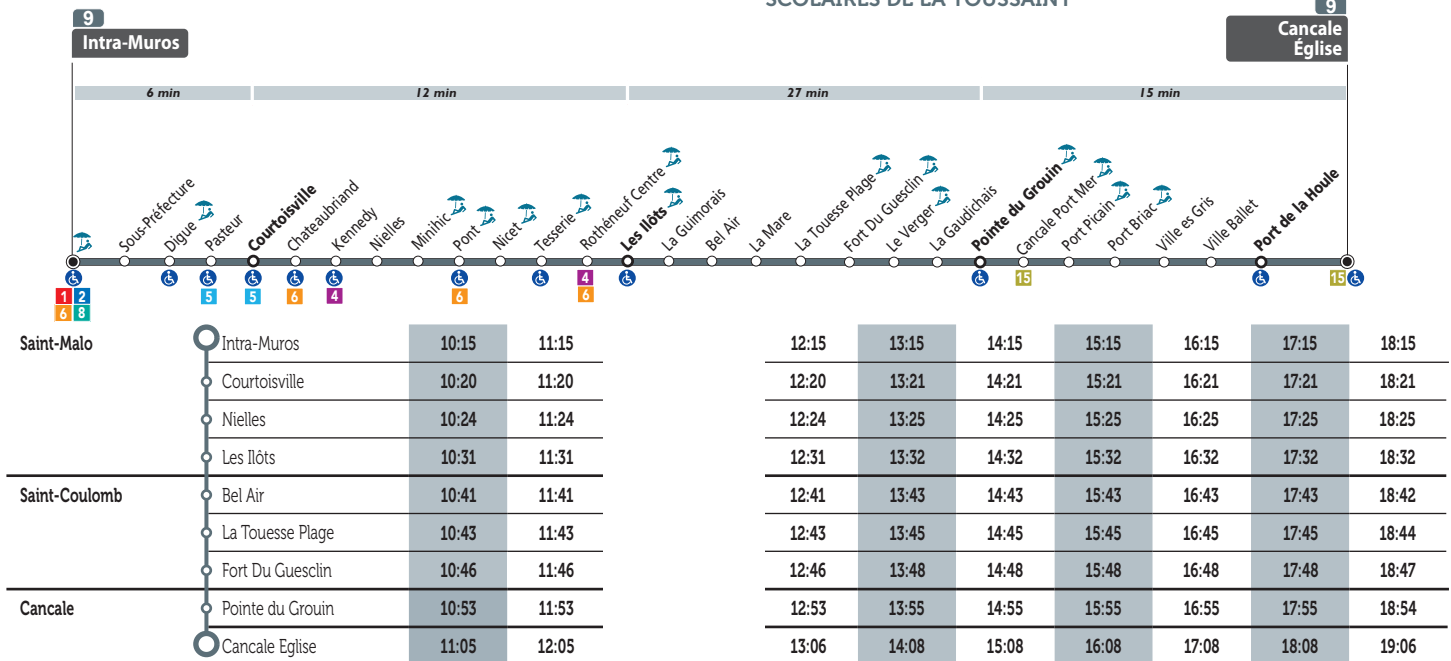 SCOLAIRES DE LA TOUSSAINT
9
Intra-Muros
9
Cancale
Église
6 min 12 min 27 min 15 min
Sous-Préfecture
Digue
Pasteur
Courtoisville
Chateaubriand
Kennedy
Nielles
Minihic
Pont
Nicet
Tesserie
Rothéneuf Centre
Les Ilôts
La Guimorais
Bel Air
La Mare
La Touesse Plage
Fort Du Guesclin
Le Verger
La Gaudichais
Pointe du Grouin
Cancale Port Mer
Port Picain
Port Briac
Ville es Gris
Ville Ballet
Port de la Houle
1 2 5 5 6 4 6 4 15 15
6 8 6
Saint-Malo Intra-Muros 10:15 11:15 12:15 13:15 14:15 15:15 16:15 17:15 18:15
Courtoisville 10:20 11:20 12:20 13:21 14:21 15:21 16:21 17:21 18:21
Nielles 10:24 11:24 12:24 13:25 14:25 15:25 16:25 17:25 18:25
Les Ilôts 10:31 11:31 12:31 13:32 14:32 15:32 16:32 17:32 18:32
Saint-Coulomb Bel Air 10:41 11:41 12:41 13:43 14:43 15:43 16:43 17:43 18:42
La Touesse Plage 10:43 11:43 12:43 13:45 14:45 15:45 16:45 17:45 18:44
Fort Du Guesclin 10:46 11:46 12:46 13:48 14:48 15:48 16:48 17:48 18:47
Cancale Pointe du Grouin 10:53 11:53 12:53 13:55 14:55 15:55 16:55 17:55 18:54
Cancale Eglise 11:05 12:05 13:06 14:08 15:08 16:08 17:08 18:08 19:06